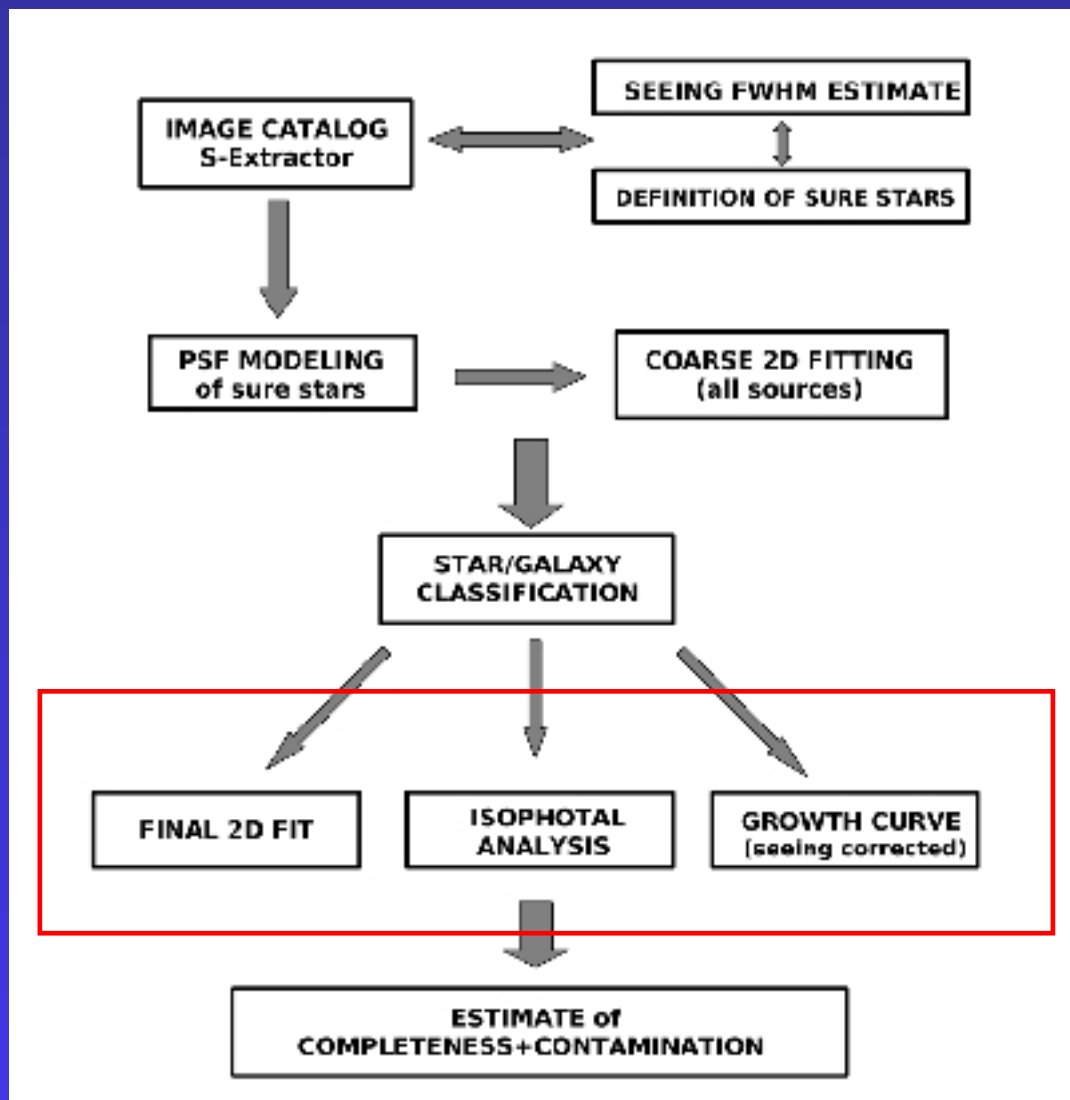 IMAGE CATALOG
S-Extractor
SEEING FWHM ESTIMATE
DEFINITION OF SURE STARS
PSF MODELING
of sure stars
COARSE 2D FITTING
(all sources)
STAR/GALAXY
CLASSIFICATION
FINAL 2D FIT
ISOPHOTAL
ANALYSIS
GROWTH CURVE
(seeing corrected)
ESTIMATE of
COMPLETENESS+CONTAMINATION